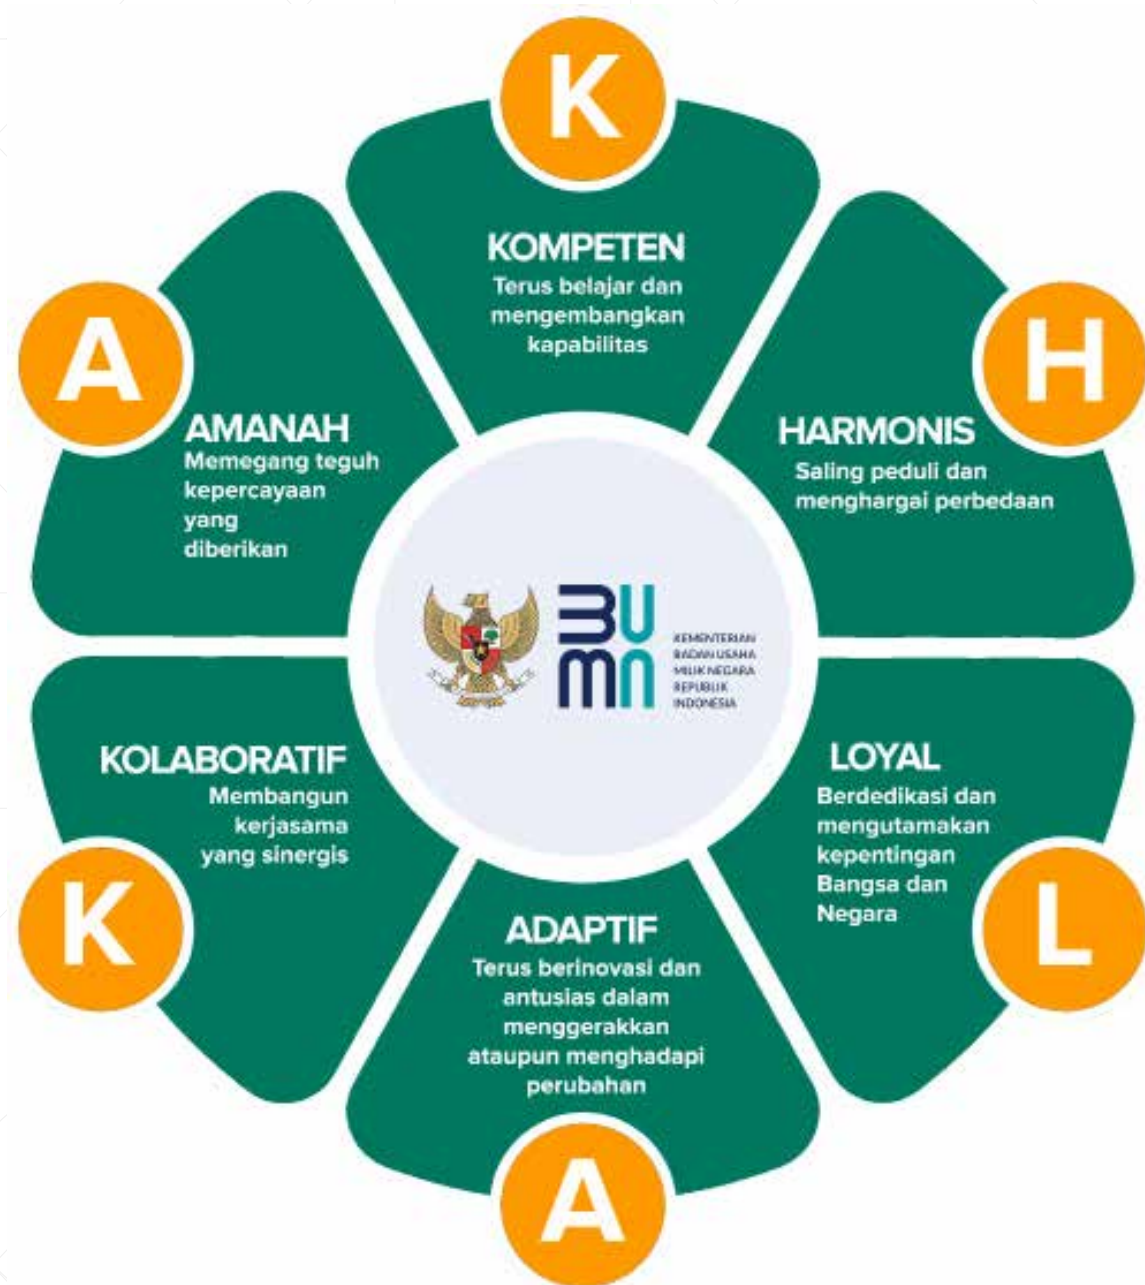 K
KOMPETEN
Terus belajar dan
mengembangkan
kapabilitas
H
HARMONIS
Saling peduli dan
menghargai perbedaan
A
AMANAH
Memegang teguh
kepercayaan
yang
diberikan
BUMN
KEMENTERIAN
BADAN USAHA
MILIK NEGARA
REPUBLIK
INDONESIA
KOLABORATIF
Membangun
kerjasama
yang sinergis
K
LOYAL
Berdedikasi dan
mengutamakan
kepentingan
Bangsa dan
Negara
L
ADAPTIF
Terus berinovasi dan
antusias dalam
menggerakkan
ataupun menghadapi
perubahan
A